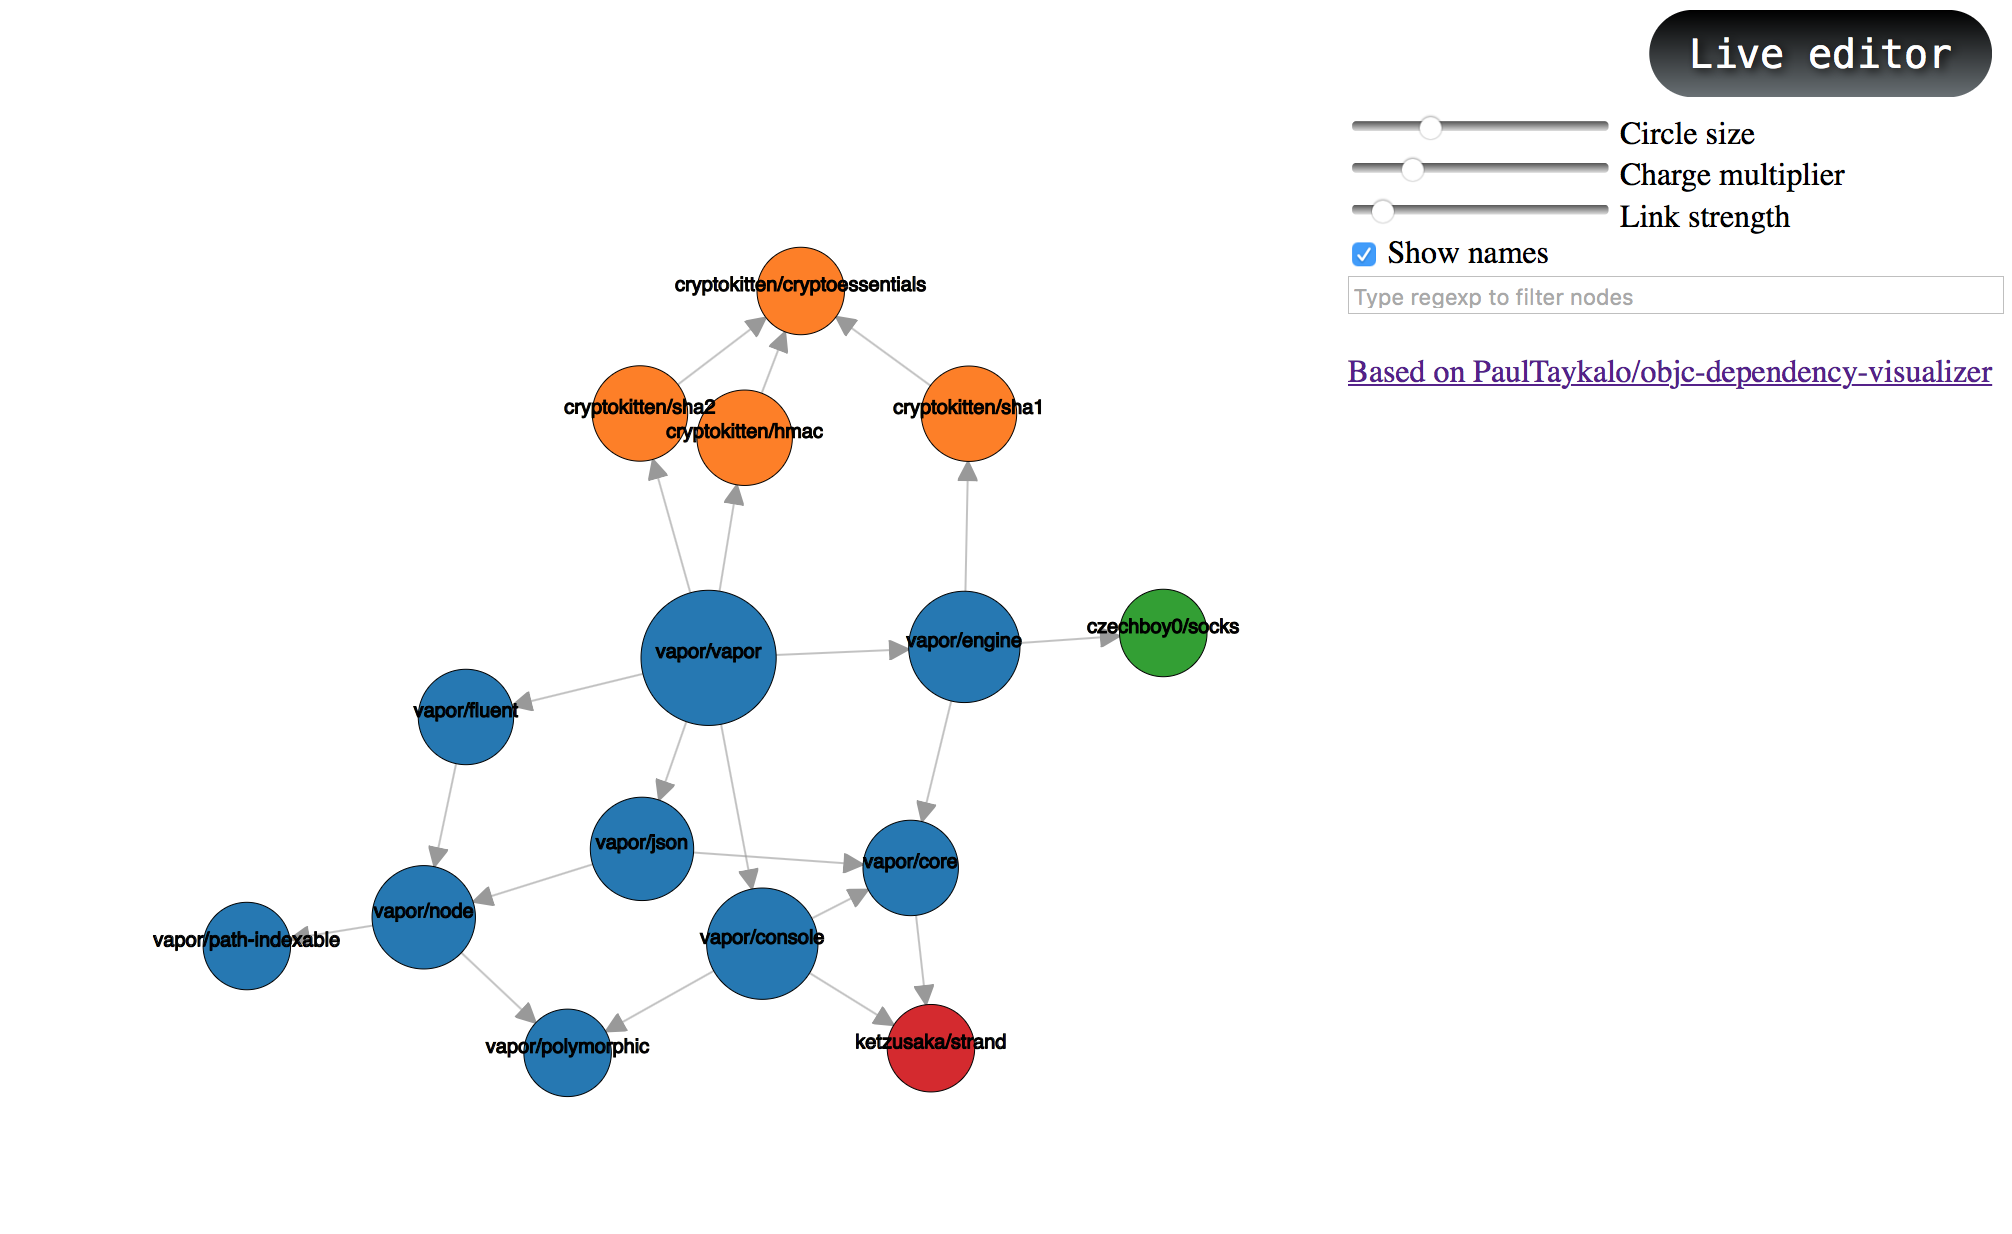 Live editor
Circle size
Charge multiplier
Link strength
Show names
Type regexp to filter nodes
Based on PaulTaykalo/objc-dependency-visualizer
cryptokitten/cryptoessentials
cryptokitten/sha2
cryptokitten/hmac
cryptokitten/sha1
vapor/vapor
vapor/engine
czechboy0/socks
vapor/fluent
vapor/json
vapor/core
vapor/node
vapor/path-indexable
vapor/console
vapor/polymorphic
ketzusaka/strand